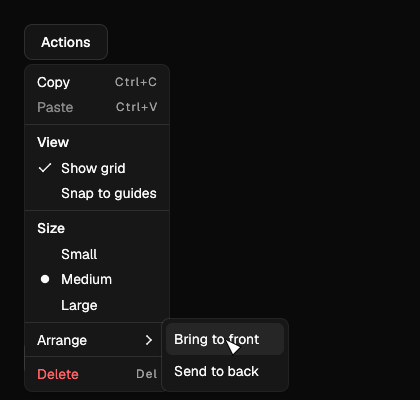 Actions
Copy Ctrl+C
Paste Ctrl+V
View
Show grid
Snap to guides
Size
Small
Medium
Large
Arrange
Bring to front
Send to back
Delete Del